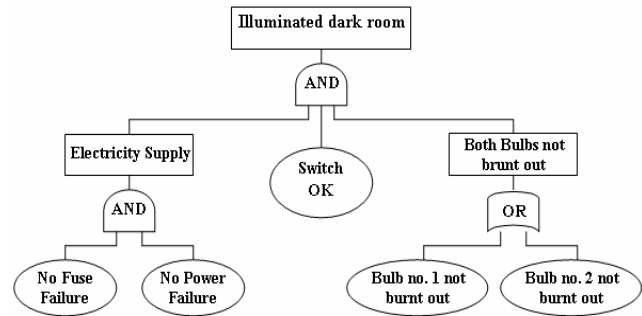 Illuminated dark room
AND
Electricity Supply
Switch
OK
Both Bulbs not
brunt out
AND
OR
No Fuse
Failure
No Power
Failure
Bulb no. 1 not
burnt out
Bulb no. 2 not
burnt out